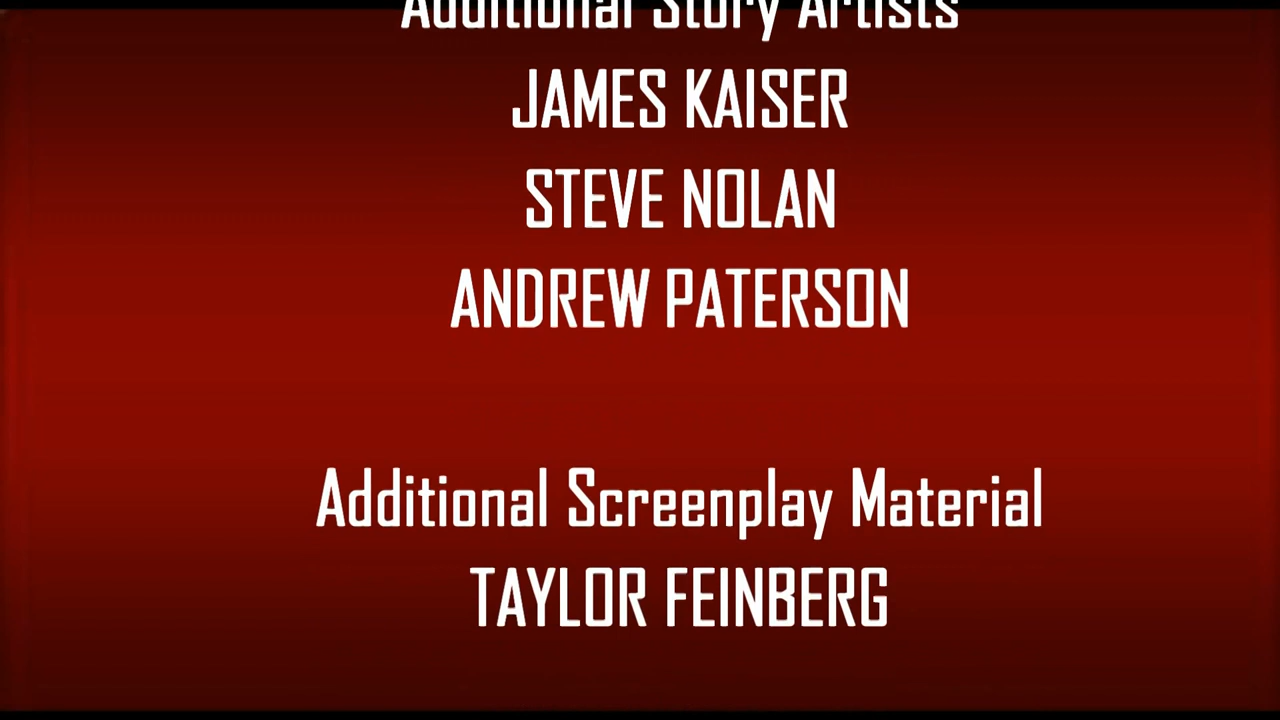 Additional Story Artists
JAMES KAISER
STEVE NOLAN
ANDREW PATERSON
Additional Screenplay Material
TAYLOR FEINBERG